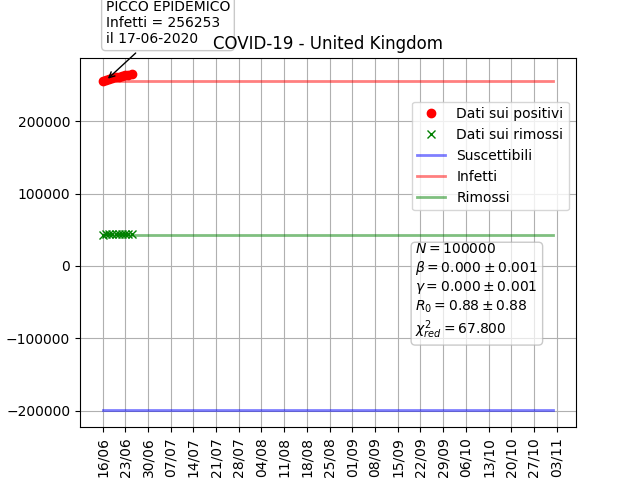 PICCO EPIDEMICO
Infetti = 256253
il 17-06-2020
COVID-19 - United Kingdom
200000
100000
0
−100000
−200000
Dati sui positivi
Dati sui rimossi
Suscettibili
Infetti
Rimossi
N = 100000
β = 0.000 ± 0.001
γ = 0.000 ± 0.001
R₀ = 0.88 ± 0.88
χ²_red = 67.800
16/06
23/06
30/06
07/07
14/07
21/07
28/07
04/08
11/08
18/08
25/08
01/09
08/09
15/09
22/09
29/09
06/10
13/10
20/10
27/10
03/11